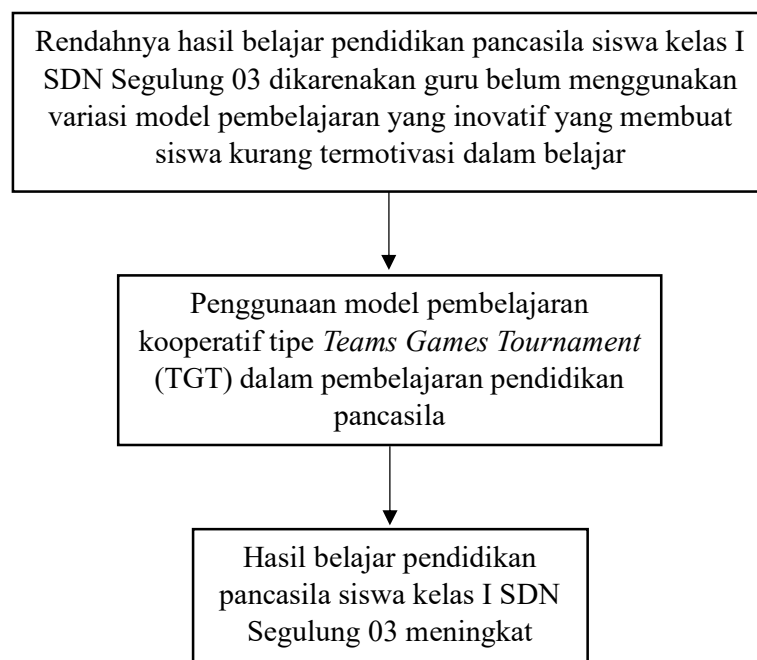 Rendahnya hasil belajar pendidikan pancasila siswa kelas I
SDN Segulung 03 dikarenakan guru belum menggunakan
variasi model pembelajaran yang inovatif yang membuat
siswa kurang termotivasi dalam belajar
Penggunaan model pembelajaran
kooperatif tipe Teams Games Tournament
(TGT) dalam pembelajaran pendidikan
pancasila
Hasil belajar pendidikan
pancasila siswa kelas I SDN
Segulung 03 meningkat